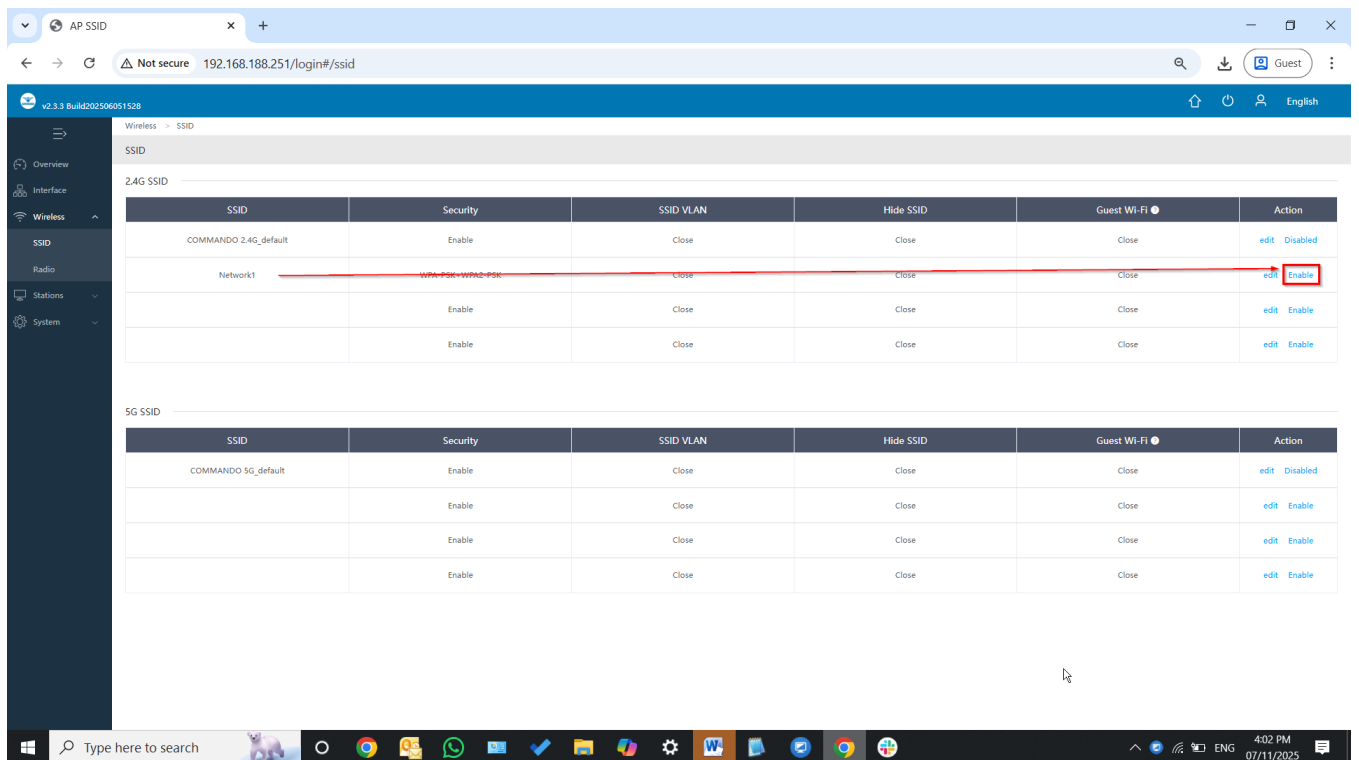 AP SSID
Not secure 192.168.188.251/login#/ssid Guest
v2.3.3 Build202506051528 English
Wireless > SSID
SSID
Overview
Interface
Wireless
SSID
Radio
Stations
System
2.4G SSID
SSID Security SSID VLAN Hide SSID Guest Wi-Fi Action
COMMANDO 2.4G_default Enable Close Close Close edit Disabled
Network1 WPA-PSK+WPA2-PSK Close Close Close edit Enable
Enable Close Close Close edit Enable
Enable Close Close Close edit Enable
5G SSID
SSID Security SSID VLAN Hide SSID Guest Wi-Fi Action
COMMANDO 5G_default Enable Close Close Close edit Disabled
Enable Close Close Close edit Enable
Enable Close Close Close edit Enable
Enable Close Close Close edit Enable
Type here to search ENG 4:02 PM
07/11/2025